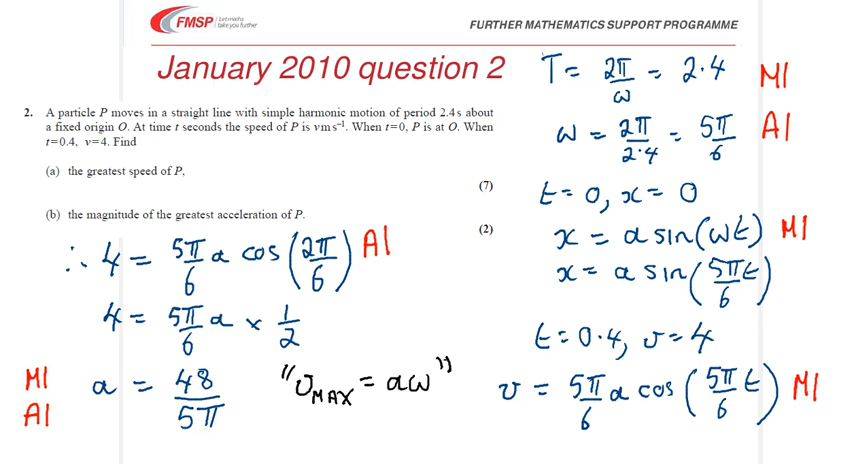 FMSP Let maths take you further
FURTHER MATHEMATICS SUPPORT PROGRAMME
January 2010 question 2
2. A particle P moves in a straight line with simple harmonic motion of period 2.4 s about
a fixed origin O. At time t seconds the speed of P is v m s⁻¹. When t=0, P is at O. When
t=0.4, v=4. Find
(a) the greatest speed of P,
(7)
(b) the magnitude of the greatest acceleration of P.
(2)
T = 2π/ω = 2.4 M1
ω = 2π/2.4 = 5π/6 A1
t=0, x=0
x = a sin(ωt) M1
x = a sin(5πt/6)
t=0.4, v=4
v = 5π/6 a cos(5π/6 t) M1
∴ 4 = 5π/6 a cos(2π/6) A1
4 = 5π/6 a × 1/2
M1
A1
a = 48/5π
"v MAX = aω"